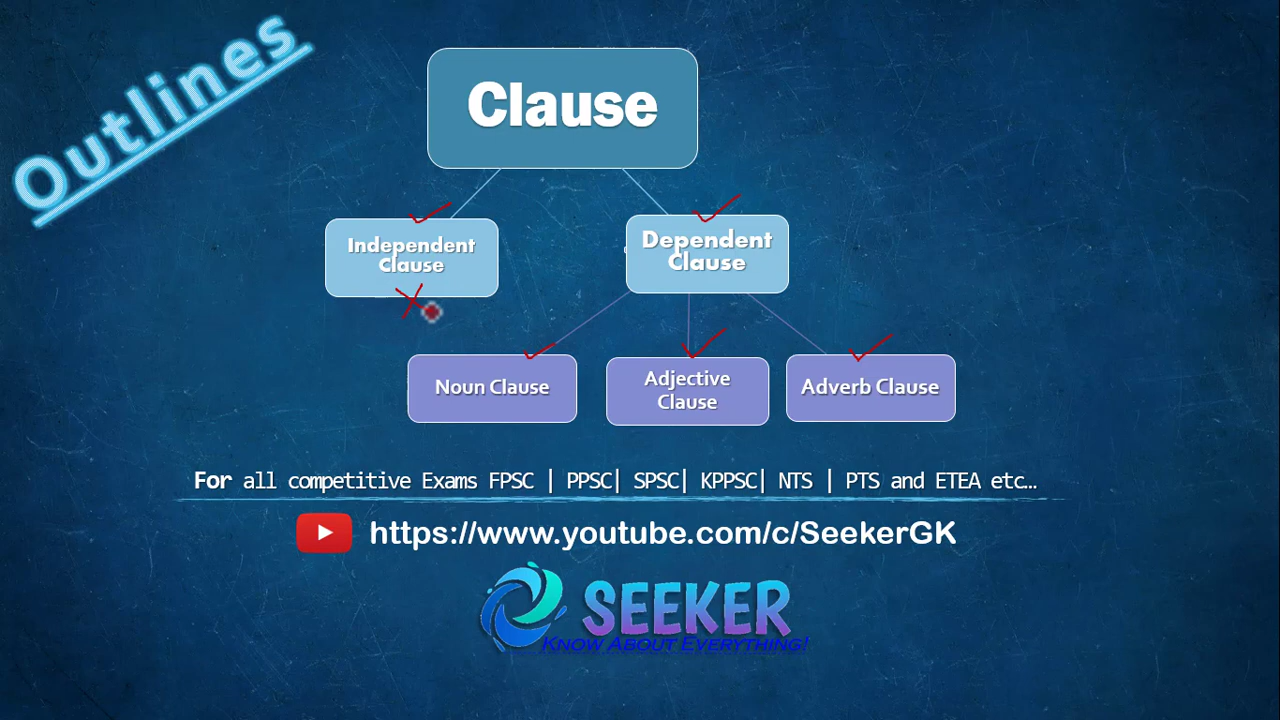 Outlines
Clause
Independent
Clause
Dependent
Clause
Noun Clause
Adjective
Clause
Adverb Clause
For all competitive Exams FPSC | PPSC| SPSC| KPPSC| NTS | PTS and ETEA etc...
https://www.youtube.com/c/SeekerGK
SEEKER
KNOW ABOUT EVERYTHING!